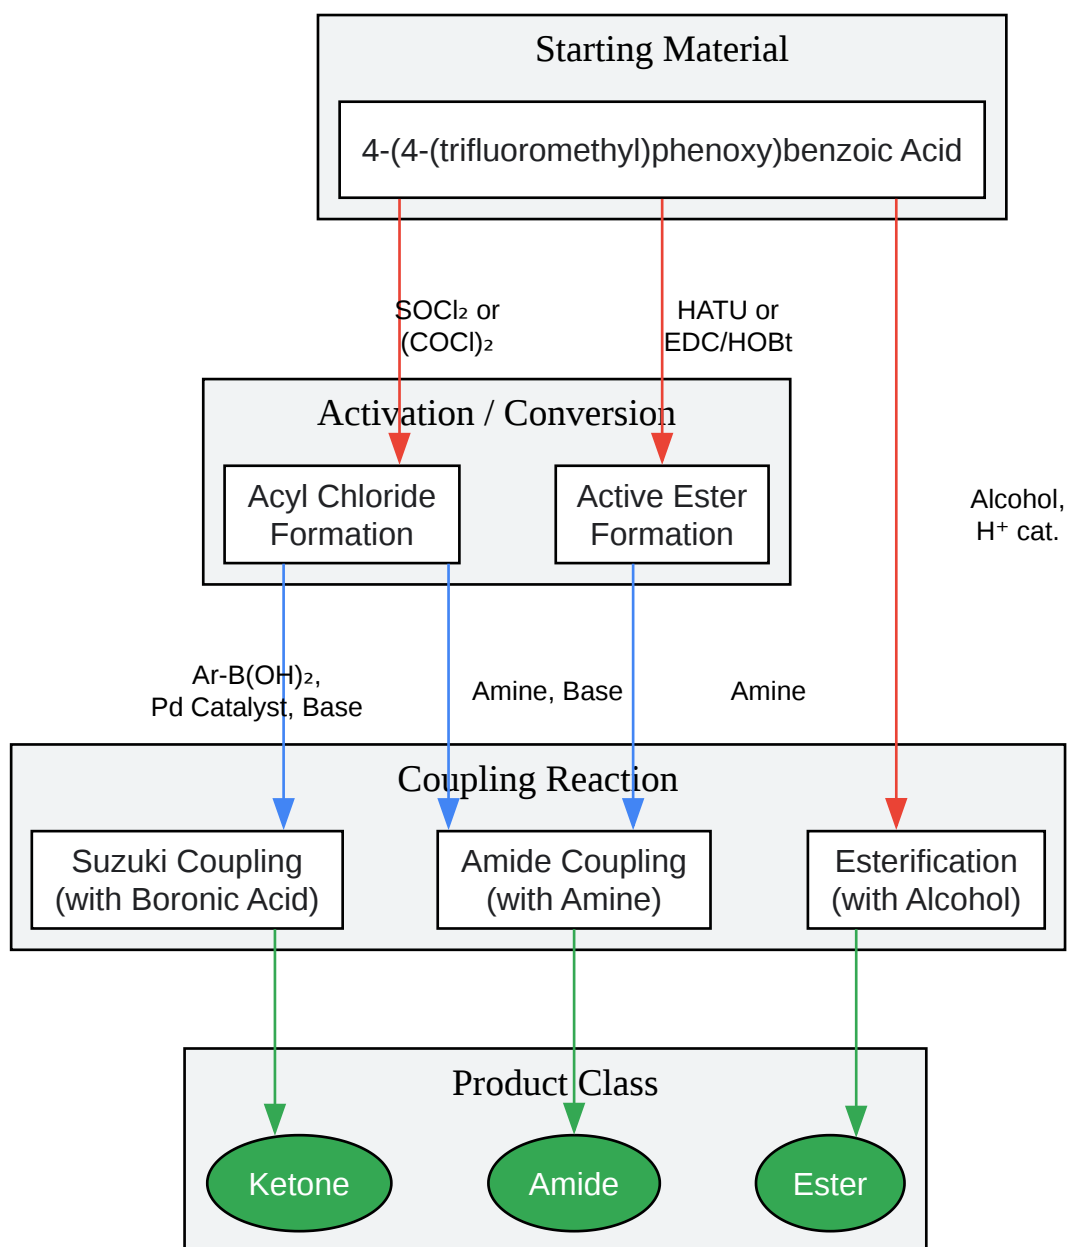 Starting Material
4-(4-(trifluoromethyl)phenoxy)benzoic Acid
SOCl₂ or
(COCl)₂
HATU or
EDC/HOBt
Activation / Conversion
Acyl Chloride
Formation
Active Ester
Formation
Alcohol,
H⁺ cat.
Ar-B(OH)₂,
Pd Catalyst, Base
Amine, Base
Amine
Coupling Reaction
Suzuki Coupling
(with Boronic Acid)
Amide Coupling
(with Amine)
Esterification
(with Alcohol)
Product Class
Ketone
Amide
Ester